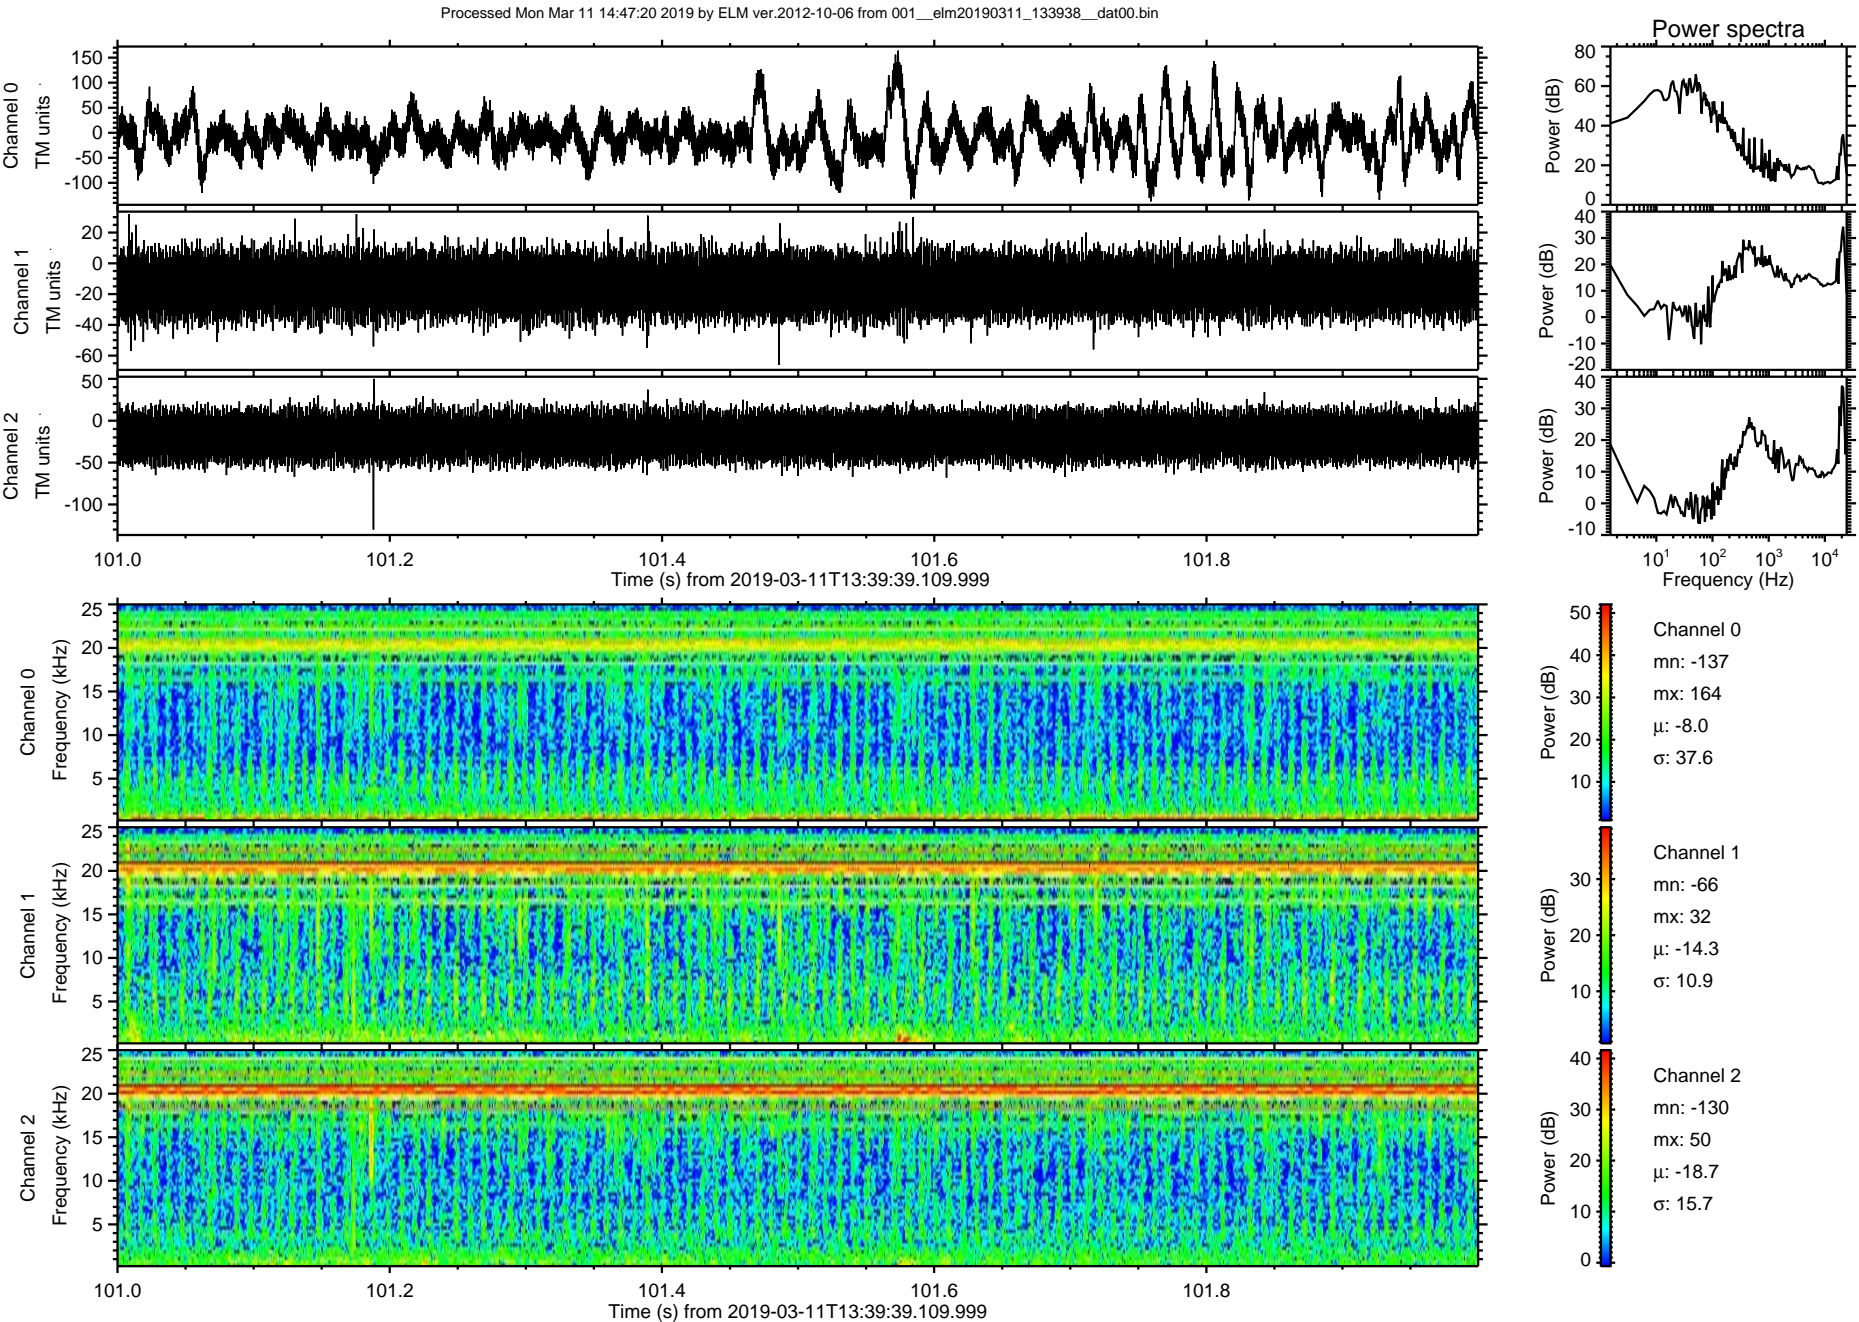 Processed Mon Mar 11 14:47:20 2019 by ELM ver.2012-10-06 from 001__elm20190311_133938__dat00.bin
Power spectra
Channel 0
TM units
150
100
50
0
-50
-100
Power (dB)
80
60
40
20
0
Channel 1
TM units
20
0
-20
-40
-60
Power (dB)
40
30
20
10
0
-10
-20
Channel 2
TM units
50
0
-50
-100
Power (dB)
40
30
20
10
0
-10
101.0 101.2 101.4 101.6 101.8
Time (s) from 2019-03-11T13:39:39.109.999
10¹ 10² 10³ 10⁴
Frequency (Hz)
Channel 0
Frequency (kHz)
25
20
15
10
5
Power (dB)
50
40
30
20
10
Channel 0
mn: -137
mx: 164
μ: -8.0
σ: 37.6
Channel 1
Frequency (kHz)
25
20
15
10
5
Power (dB)
30
20
10
Channel 1
mn: -66
mx: 32
μ: -14.3
σ: 10.9
Channel 2
Frequency (kHz)
25
20
15
10
5
Power (dB)
40
30
20
10
0
Channel 2
mn: -130
mx: 50
μ: -18.7
σ: 15.7
101.0 101.2 101.4 101.6 101.8
Time (s) from 2019-03-11T13:39:39.109.999